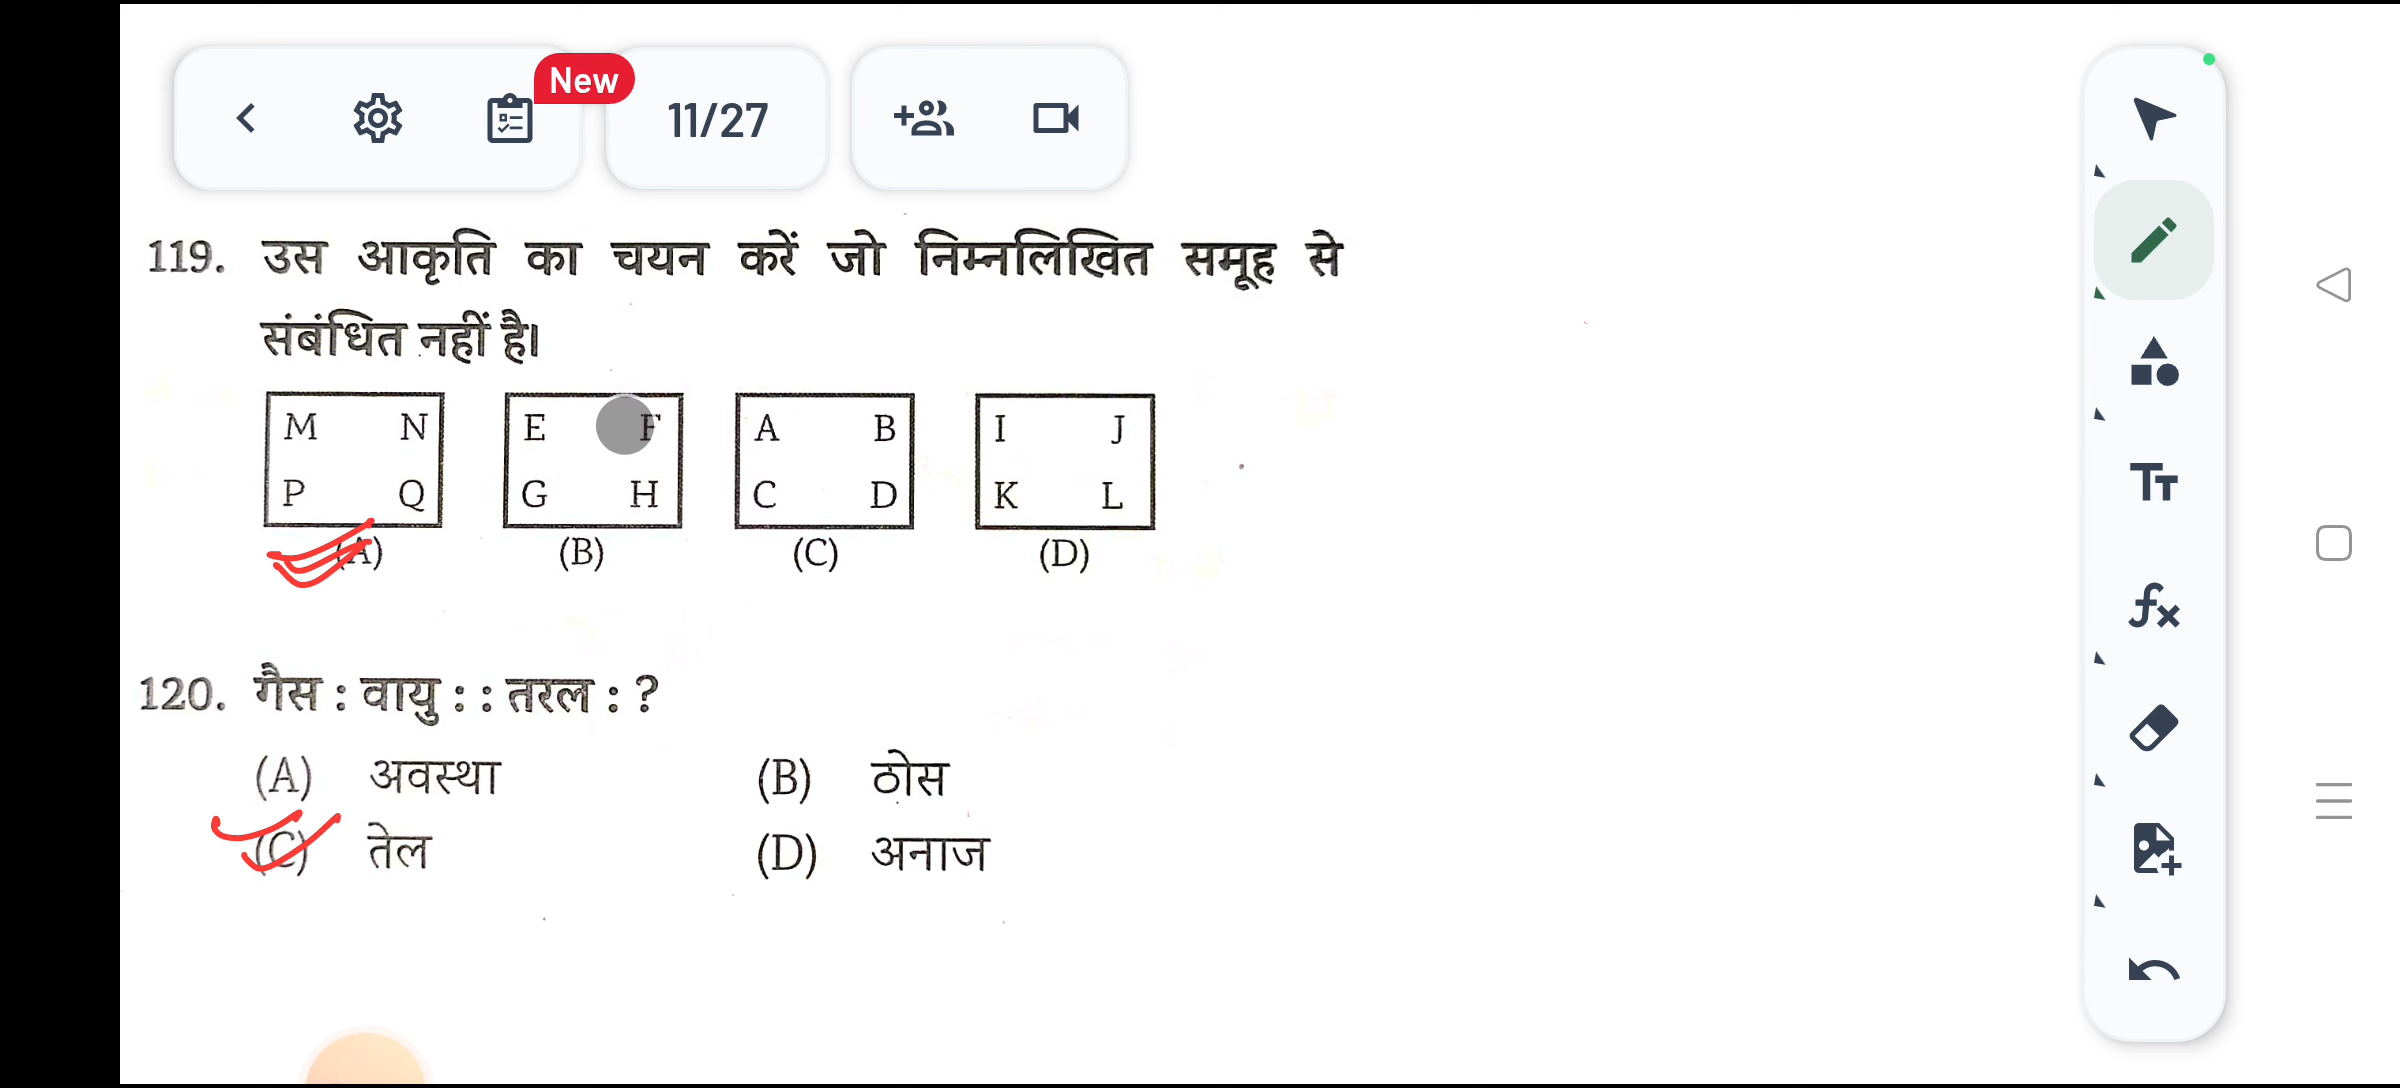 New
11/27
119. उस आकृति का चयन करें जो निम्नलिखित समूह से
संबंधित नहीं है।
M N E F A B I J
P Q G H C D K L
(A) (B) (C) (D)
120. गैस : वायु : : तरल : ?
(A) अवस्था (B) ठोस
(C) तेल (D) अनाज